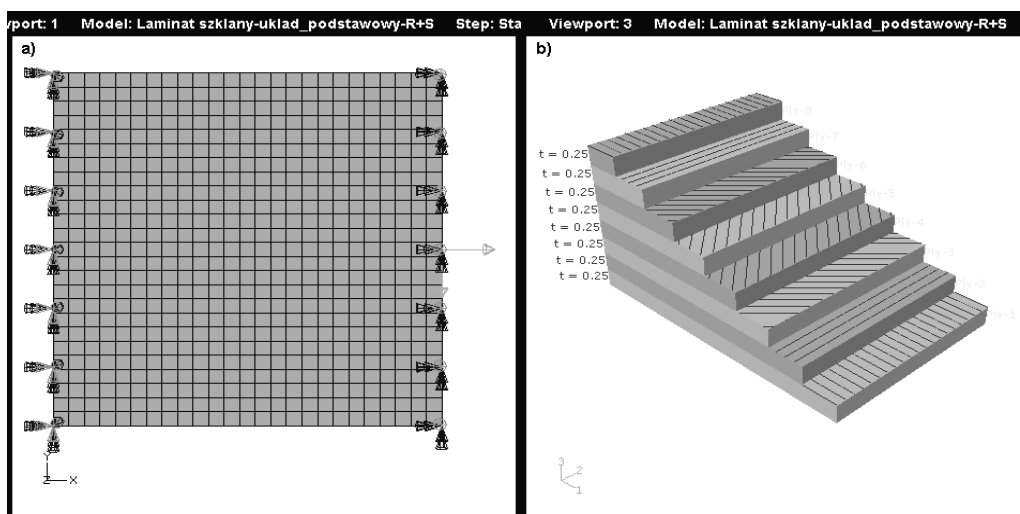 vport: 1 Model: Laminat szklany-uklad_podstawowy-R+S Step: Sta
Viewport: 3 Model: Laminat szklany-uklad_podstawowy-R+S
a)
Y
Z X
b)
Ply-8
Ply-7
Ply-6
Ply-5
Ply-4
Ply-3
Ply-2
Ply-1
t = 0.25
t = 0.25
t = 0.25
t = 0.25
t = 0.25
t = 0.25
t = 0.25
3
2
1